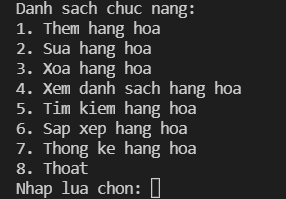 Danh sach chuc nang:
1. Them hang hoa
2. Sua hang hoa
3. Xoa hang hoa
4. Xem danh sach hang hoa
5. Tim kiem hang hoa
6. Sap xep hang hoa
7. Thong ke hang hoa
8. Thoat
Nhap lua chon: